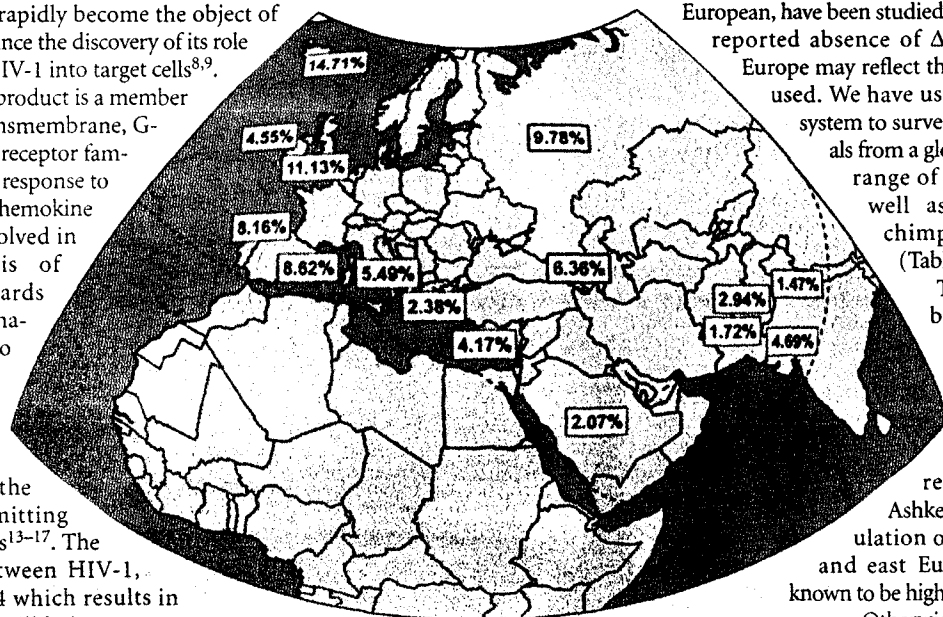 rapidly become the object of
ince the discovery of its role
IV-1 into target cells8,9.
product is a member
nsmembrane, G-
receptor fam-
response to
hemokine
olved in
is of
ards
na-
o
the
mitting
s13–17. The
tween HIV-1,
4 which results in
14.71%
4.55%
11.13%
9.78%
8.16%
8.62%
5.49%
6.36%
2.38%
2.94%
1.47%
1.72%
4.69%
4.17%
2.07%
European, have been studied
reported absence of Δ
Europe may reflect th
used. We have us
system to survey
als from a glo
range of
well as
chimp
(Tab
T
b
re
Ashke
ulation o
and east Eu
known to be high